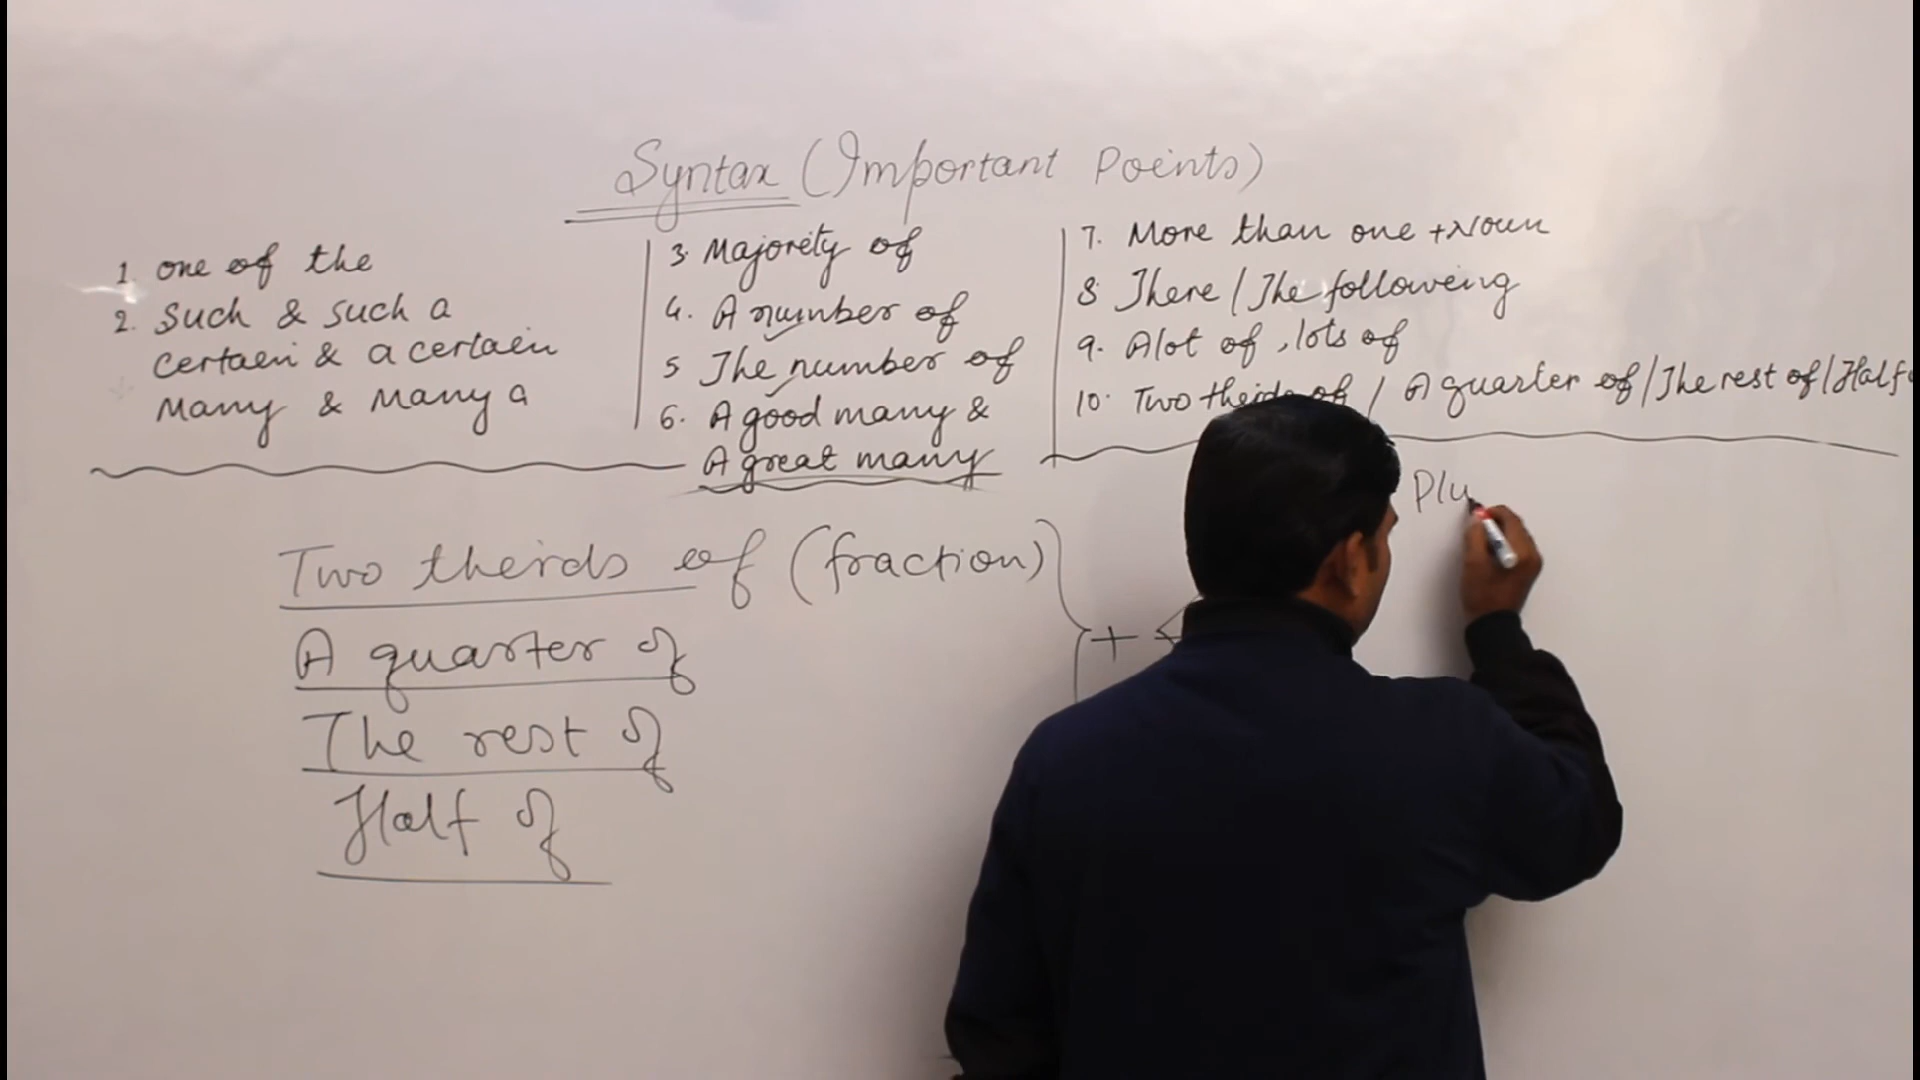 Syntax (Important Points)
1. one of the
2. Such & such a
certain & a certain
Many & Many a
3. Majority of
4. A number of
5 The number of
6. A good many &
A great many
7. More than one + Noun
8 There / The following
9. A lot of, lots of
10. Two thirds of / A quarter of / The rest of / Half
Two thirds of (fraction)
A quarter of
The rest of
Half of
+
Plu